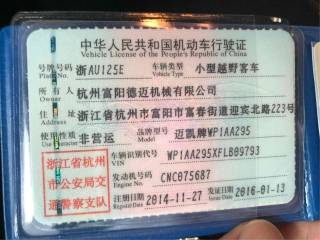 中华人民共和国机动车行驶证
Vehicle License of the People's Republic of China
号牌号码 浙AU125E 车辆类型 小型越野客车
Plate No. Vehicle Type
所有人 杭州富阳德迈机械有限公司
Owner
住址 浙江省杭州市富阳市富春街道迎宾北路223号
Address
使用性质 非营运 品牌型号 迈凯牌WP1AA295
Use Character Model
车辆识别代号 WP1AA295XFLB09793
VIN
发动机号码 CNC075687
Engine No.
注册日期 2014-11-27 发证日期 2016-01-13
Register Date Issue Date
浙江省杭州
市公安局交
通警察支队